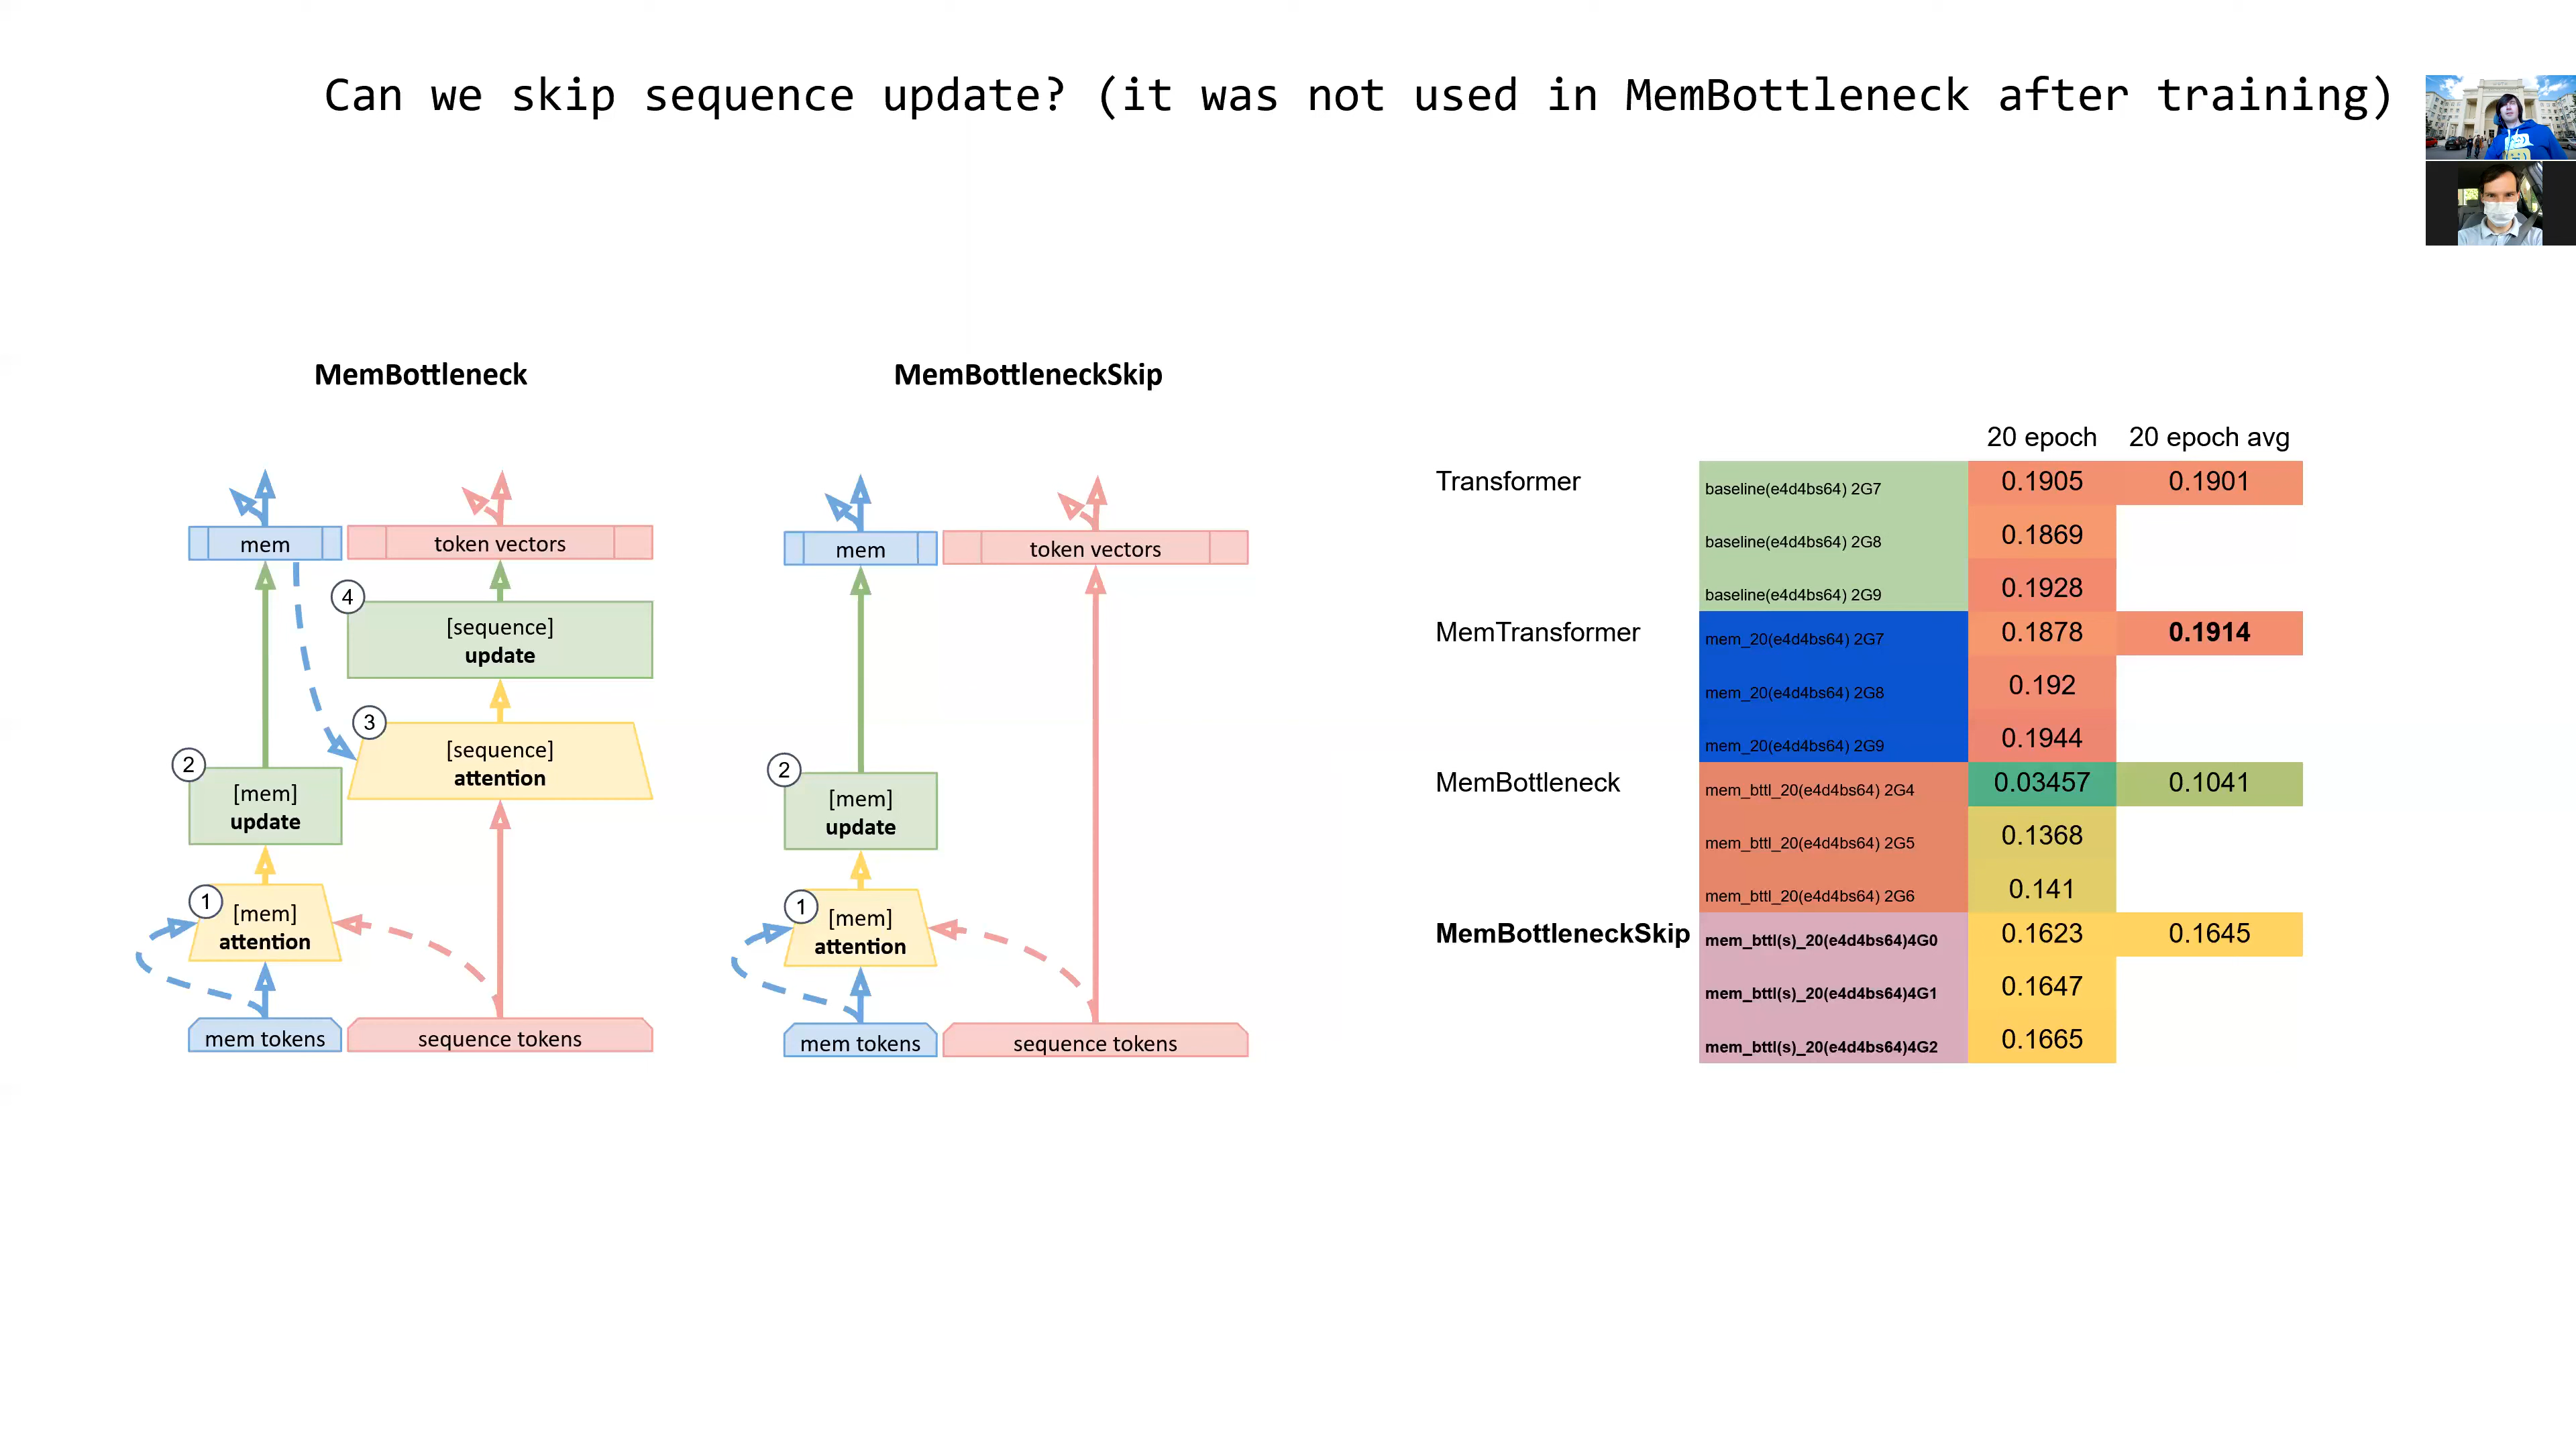 Can we skip sequence update? (it was not used in MemBottleneck after training)
MemBottleneck
mem
token vectors
4
[sequence]
update
3
[sequence]
attention
2
[mem]
update
1
[mem]
attention
mem tokens
sequence tokens
MemBottleneckSkip
mem
token vectors
2
[mem]
update
1
[mem]
attention
mem tokens
sequence tokens
20 epoch 20 epoch avg
Transformer baseline(e4d4bs64) 2G7 0.1905 0.1901
baseline(e4d4bs64) 2G8 0.1869
baseline(e4d4bs64) 2G9 0.1928
MemTransformer mem_20(e4d4bs64) 2G7 0.1878 0.1914
mem_20(e4d4bs64) 2G8 0.192
mem_20(e4d4bs64) 2G9 0.1944
MemBottleneck mem_bttl_20(e4d4bs64) 2G4 0.03457 0.1041
mem_bttl_20(e4d4bs64) 2G5 0.1368
mem_bttl_20(e4d4bs64) 2G6 0.141
MemBottleneckSkip mem_bttl(s)_20(e4d4bs64)4G0 0.1623 0.1645
mem_bttl(s)_20(e4d4bs64)4G1 0.1647
mem_bttl(s)_20(e4d4bs64)4G2 0.1665